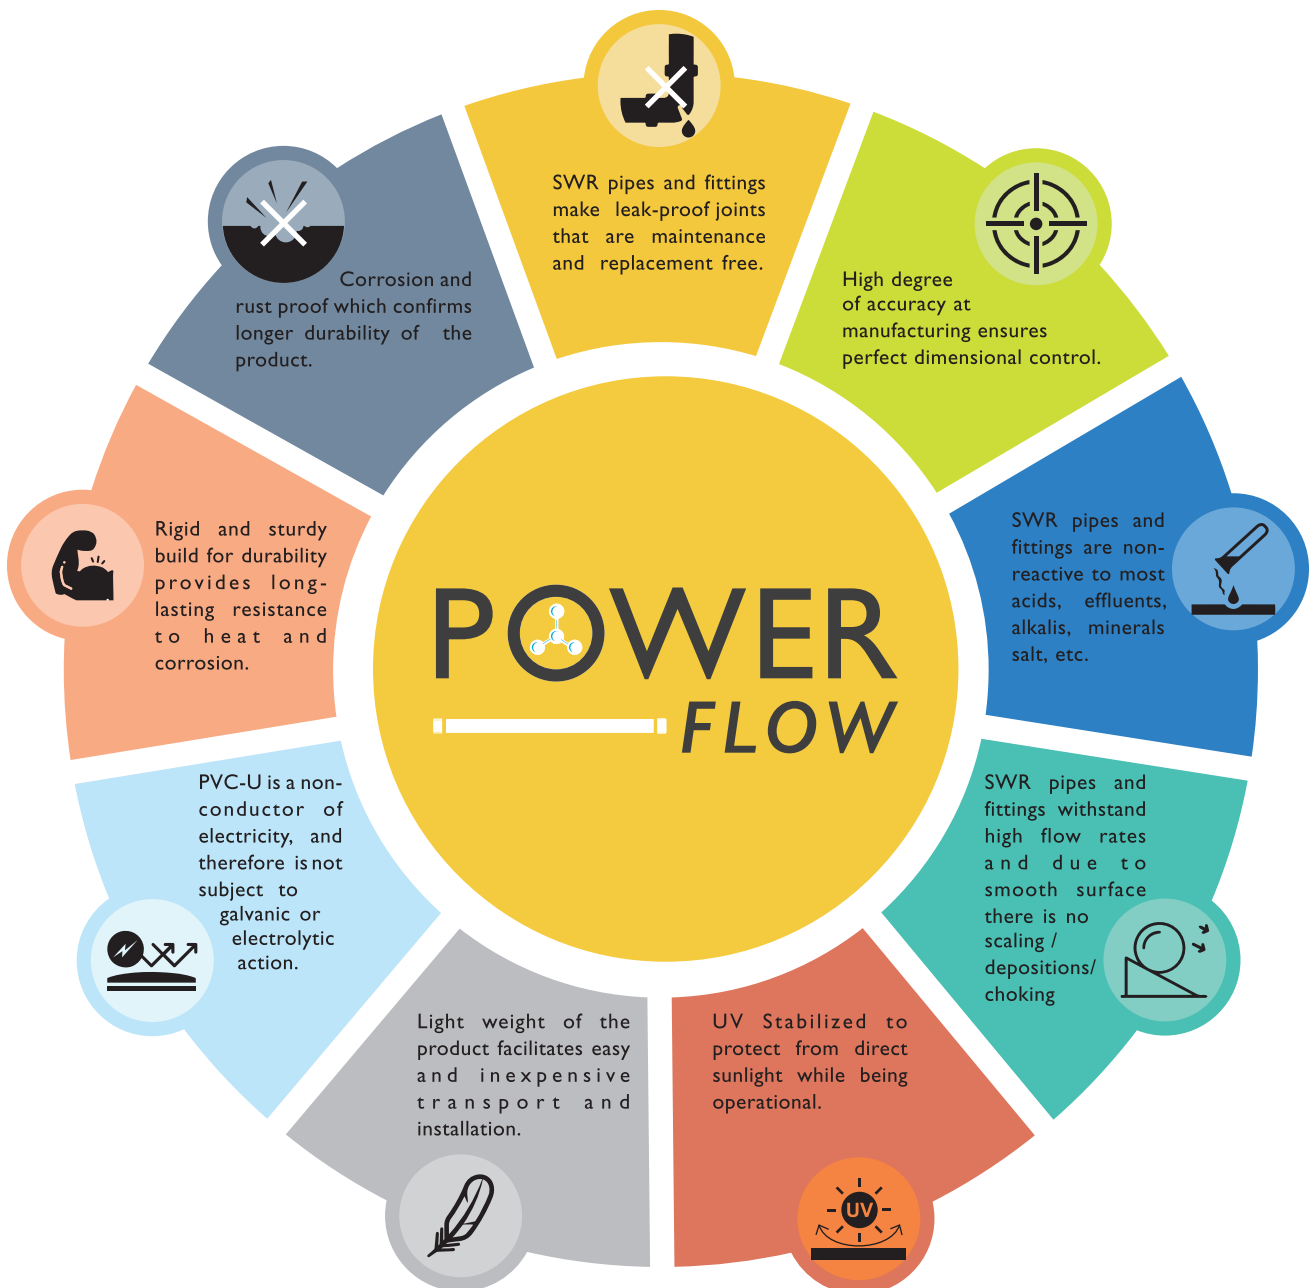 SWR pipes and fittings
make leak-proof joints
that are maintenance
and replacement free.
High degree
of accuracy at
manufacturing ensures
perfect dimensional control.
SWR pipes and
fittings are non-
reactive to most
acids, effluents,
alkalis, minerals
salt, etc.
SWR pipes and
fittings withstand
high flow rates
and due to
smooth surface
there is no
scaling /
depositions/
choking
UV Stabilized to
protect from direct
sunlight while being
operational.
UV
Light weight of the
product facilitates easy
and inexpensive
transport and
installation.
PVC-U is a non-
conductor of
electricity, and
therefore is not
subject to
galvanic or
electrolytic
action.
Rigid and sturdy
build for durability
provides long-
lasting resistance
to heat and
corrosion.
Corrosion and
rust proof which confirms
longer durability of the
product.
POWER
FLOW